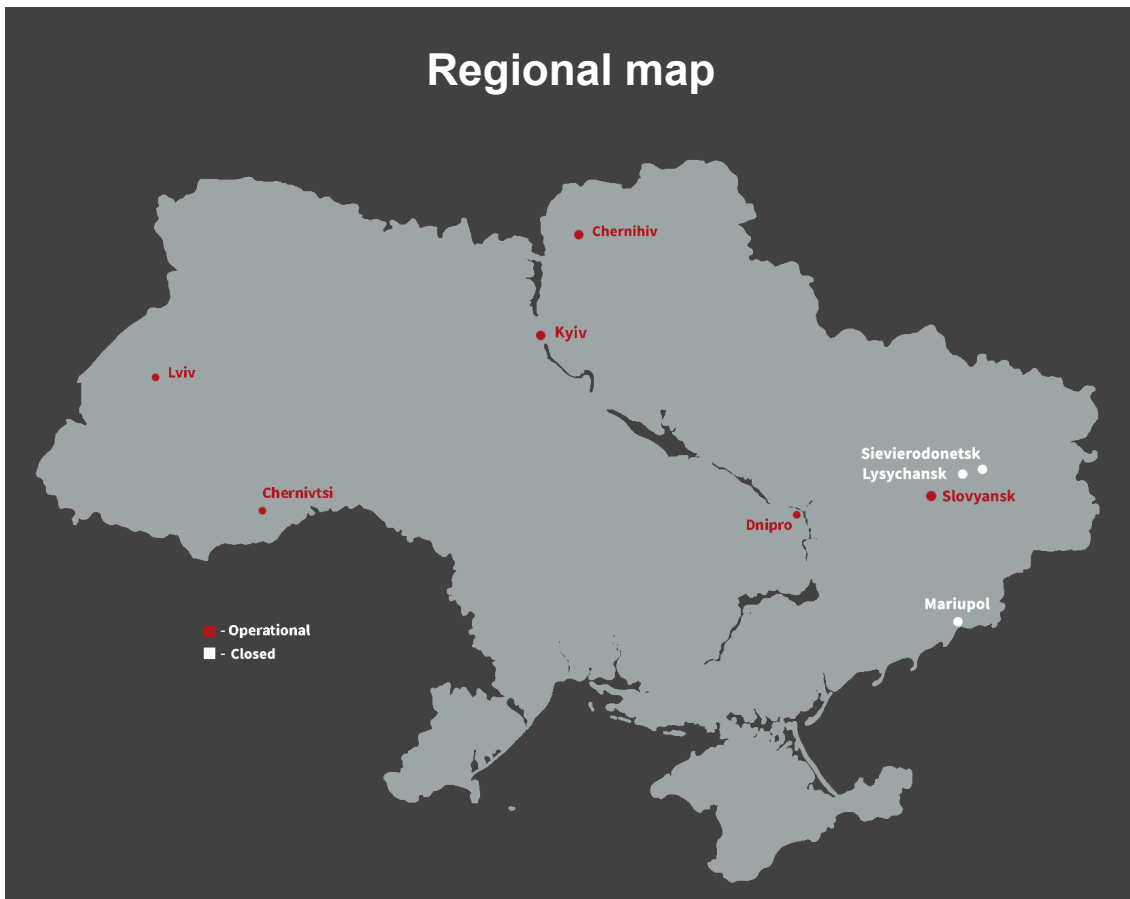 Regional map
Chernihiv
Kyiv
Lviv
Sievierodonetsk
Lysychansk
Chernivtsi
Slovyansk
Dnipro
Mariupol
- Operational
- Closed